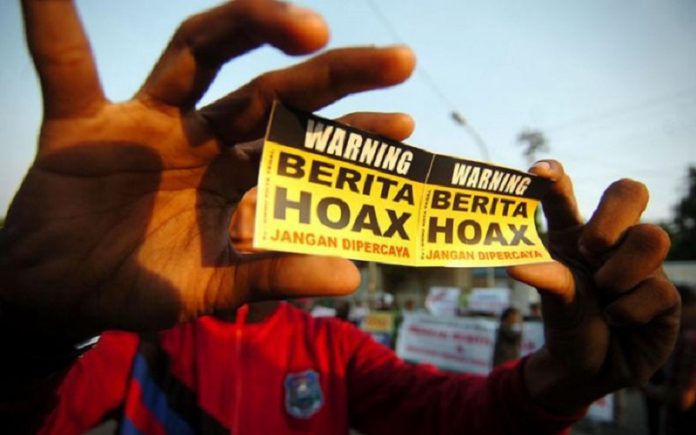 WARNING
BERITA
HOAX
JANGAN DIPERCAYA
WARNING
BERITA
HOAX
JANGAN DIPERCAYA